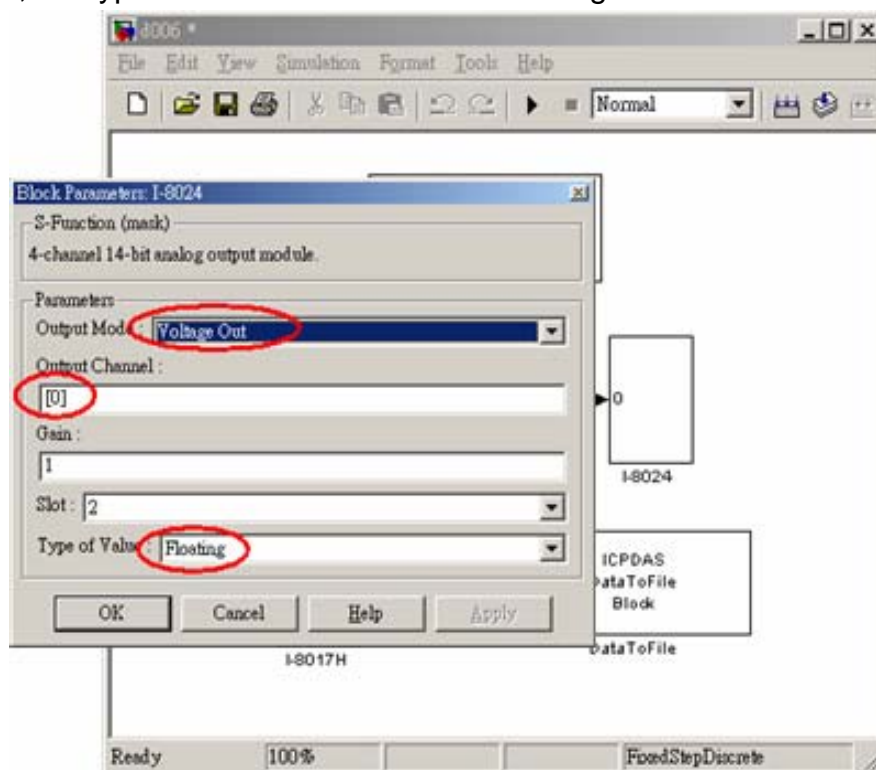 d006 *
File Edit View Simulation Format Tools Help
Normal
Block Parameters: I-8024
S-Function (mask)
4-channel 14-bit analog output module.
Parameters
Output Mode : Voltage Out
Output Channel :
[0]
Gain :
1
Slot : 2
Type of Value : Floating
OK Cancel Help Apply
0
I-8024
ICPDAS
DataToFile
Block
DataToFile
I-8017H
Ready 100% FixedStepDiscrete